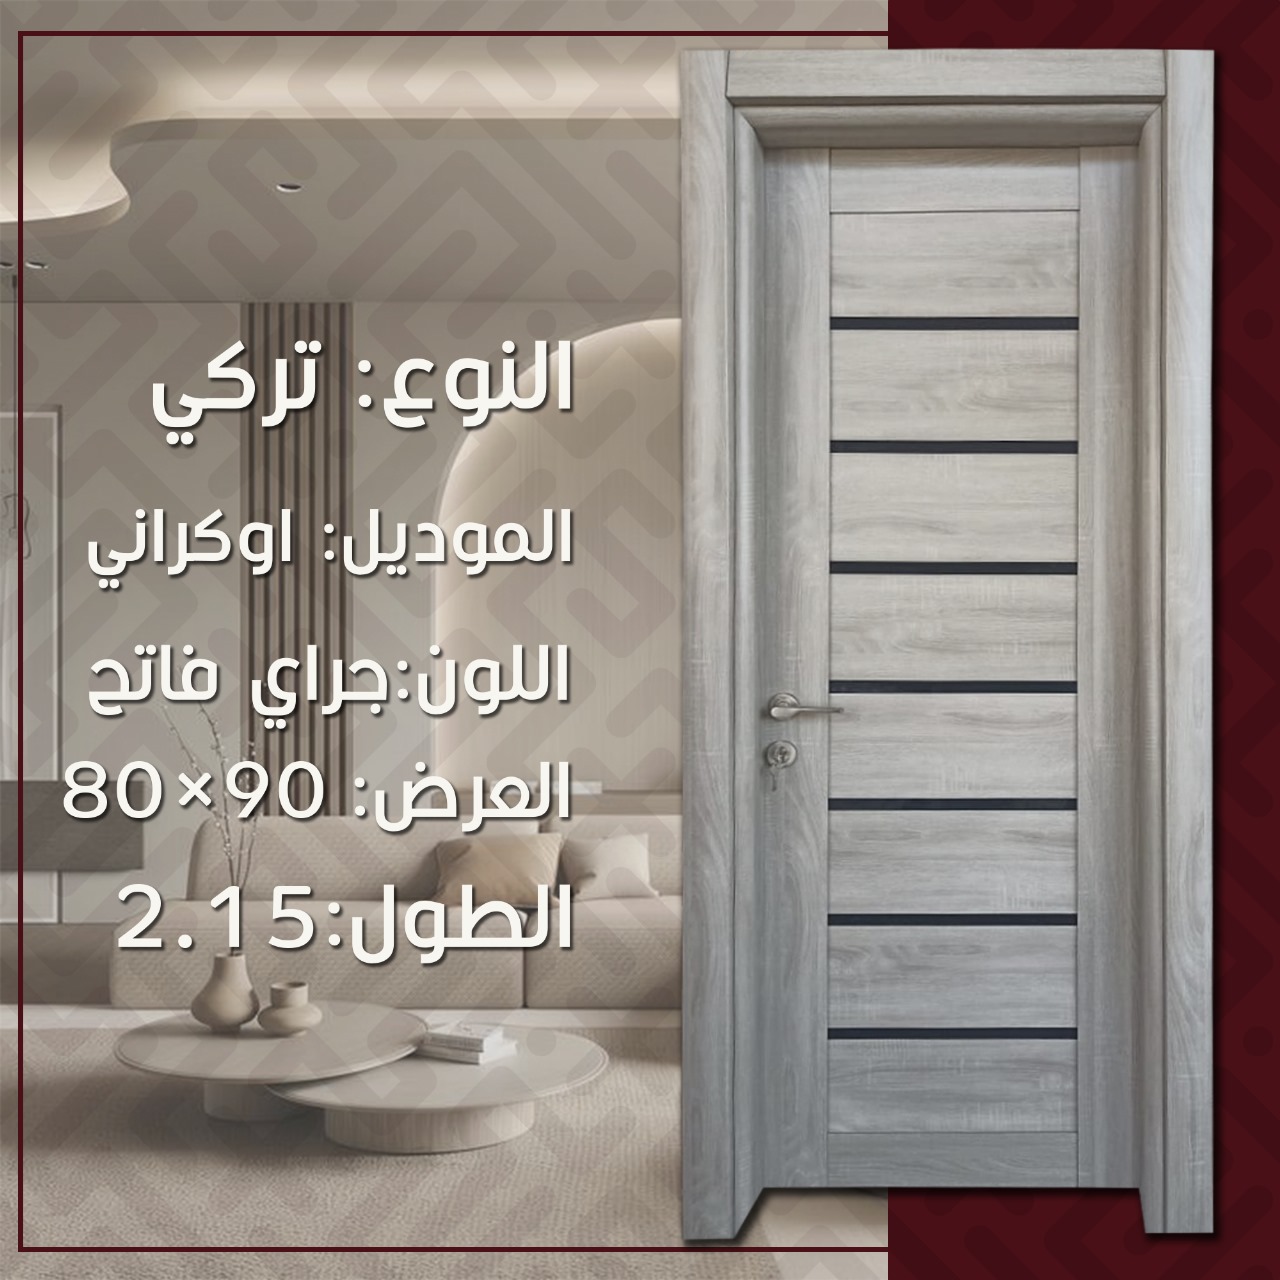 النوع: تركي
الموديل: اوكراني
اللون:جراي فاتح
العرض: 90×80
الطول:2.15